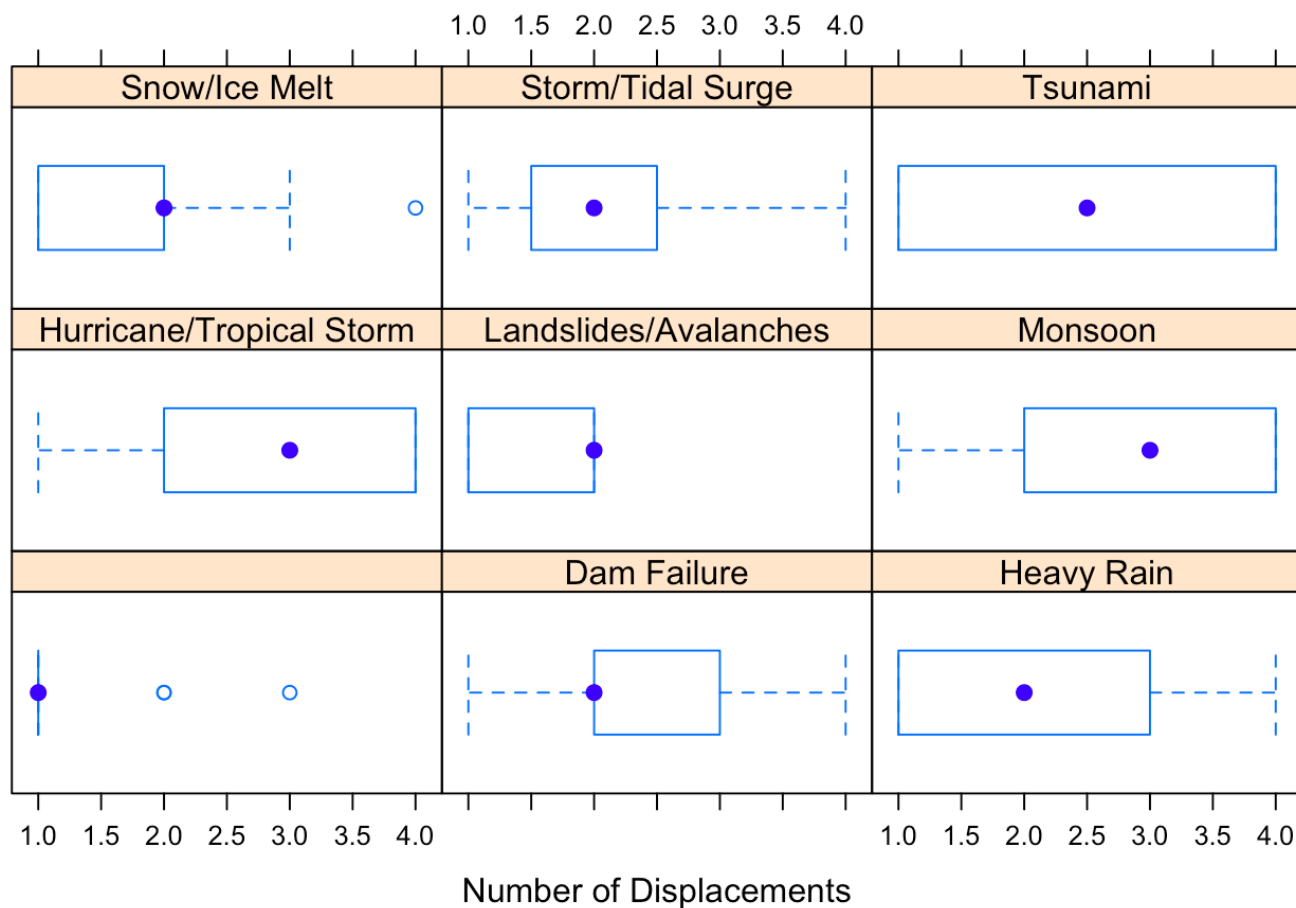 1.0 1.5 2.0 2.5 3.0 3.5 4.0
Snow/Ice Melt
Storm/Tidal Surge
Tsunami
Hurricane/Tropical Storm
Landslides/Avalanches
Monsoon
Dam Failure
Heavy Rain
1.0 1.5 2.0 2.5 3.0 3.5 4.0
1.0 1.5 2.0 2.5 3.0 3.5 4.0
Number of Displacements